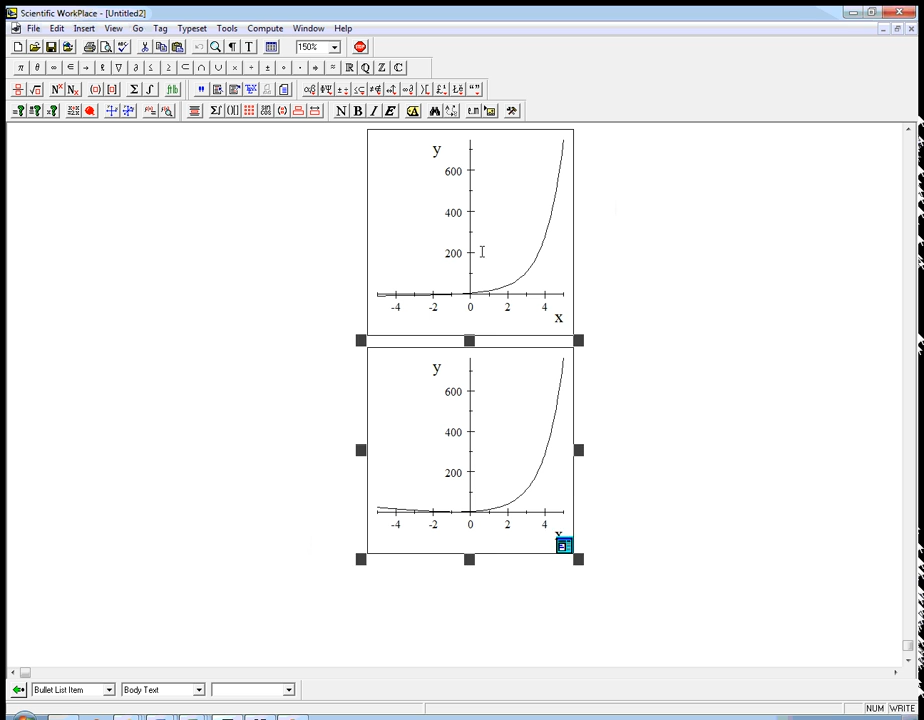 Scientific WorkPlace - [Untitled2]
File Edit Insert View Go Tag Typeset Tools Compute Window Help
150%
N B I E
y
600
400
200
-4 -2 0 2 4
x
y
600
400
200
-4 -2 0 2 4
x
Bullet List Item Body Text
NUM WRITE